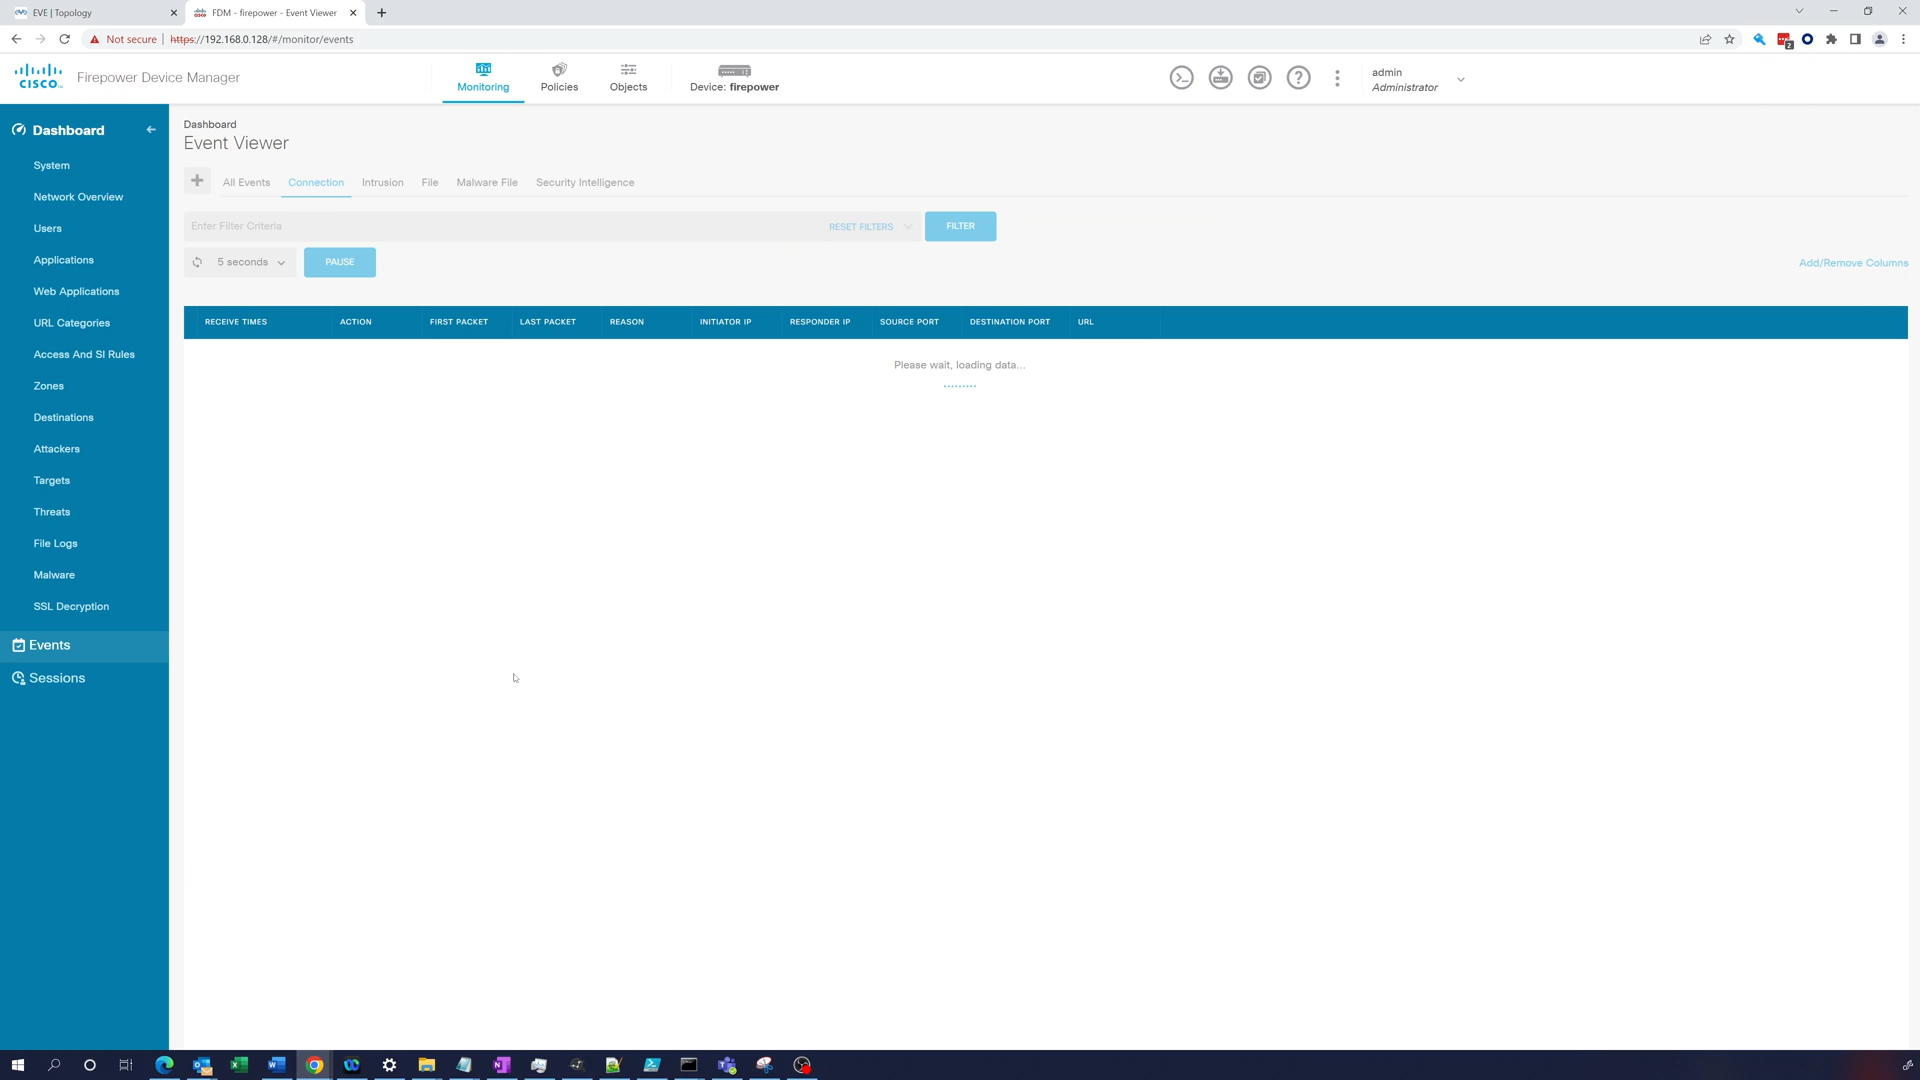 EVE | Topology
FDM - firepower - Event Viewer
Not secure
https://192.168.0.128/#/monitor/events
2
CISCO
Firepower Device Manager
Monitoring
Policies
Objects
Device: firepower
admin
Administrator
Dashboard
System
Network Overview
Users
Applications
Web Applications
URL Categories
Access And SI Rules
Zones
Destinations
Attackers
Targets
Threats
File Logs
Malware
SSL Decryption
Events
Sessions
Dashboard
Event Viewer
All Events
Connection
Intrusion
File
Malware File
Security Intelligence
Enter Filter Criteria
RESET FILTERS
FILTER
5 seconds
PAUSE
Add/Remove Columns
RECEIVE TIMES
ACTION
FIRST PACKET
LAST PACKET
REASON
INITIATOR IP
RESPONDER IP
SOURCE PORT
DESTINATION PORT
URL
Please wait, loading data...